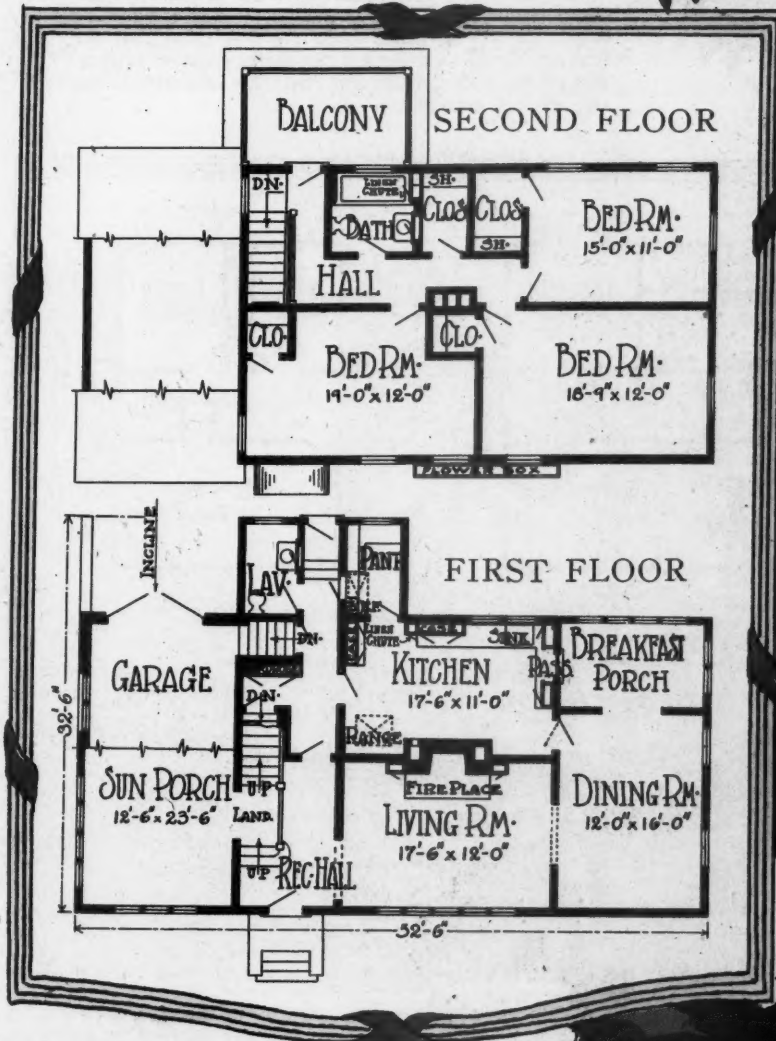 BALCONY
SECOND FLOOR
DN.
LINEN
CHUTE
SH.
BATH
CLOS.
CLOS.
SH.
BED RM.
15'-0" x 11'-0"
HALL
CLO.
BED RM.
14'-0" x 12'-0"
CLO.
BED RM.
18'-9" x 12'-0"
FLOWER BOX
INCLINE
LAV.
PANT.
FIRST FLOOR
DN.
LINEN
CHUTE
SINK
GARAGE
KITCHEN
17'-6" x 11'-0"
PASS.
BREAKFAST
PORCH
DN.
RANGE
32'-6"
SUN PORCH
12'-6" x 23'-6"
UP
LAND.
UP
REC. HALL
FIRE PLACE
LIVING RM.
17'-6" x 12'-0"
DINING RM.
12'-0" x 16'-0"
52'-6"